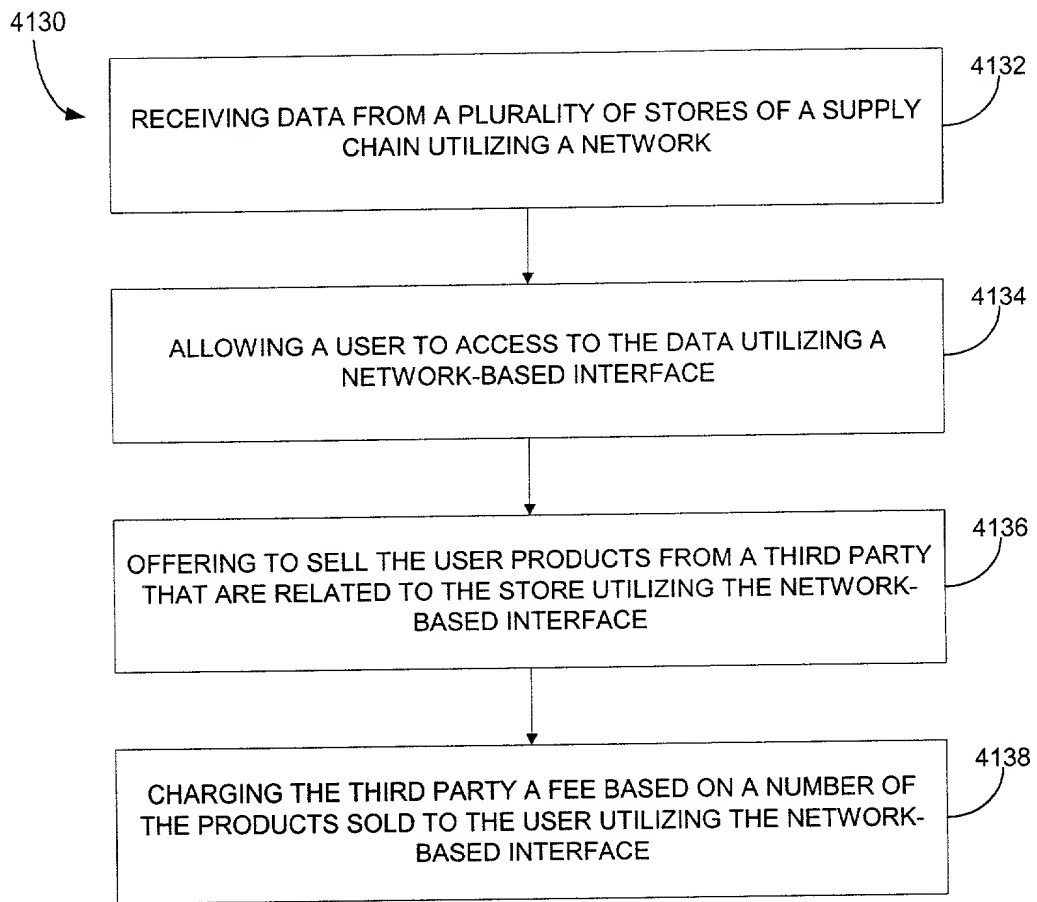 4130
4132
RECEIVING DATA FROM A PLURALITY OF STORES OF A SUPPLY
CHAIN UTILIZING A NETWORK
4134
ALLOWING A USER TO ACCESS TO THE DATA UTILIZING A
NETWORK-BASED INTERFACE
4136
OFFERING TO SELL THE USER PRODUCTS FROM A THIRD PARTY
THAT ARE RELATED TO THE STORE UTILIZING THE NETWORK-
BASED INTERFACE
4138
CHARGING THE THIRD PARTY A FEE BASED ON A NUMBER OF
THE PRODUCTS SOLD TO THE USER UTILIZING THE NETWORK-
BASED INTERFACE